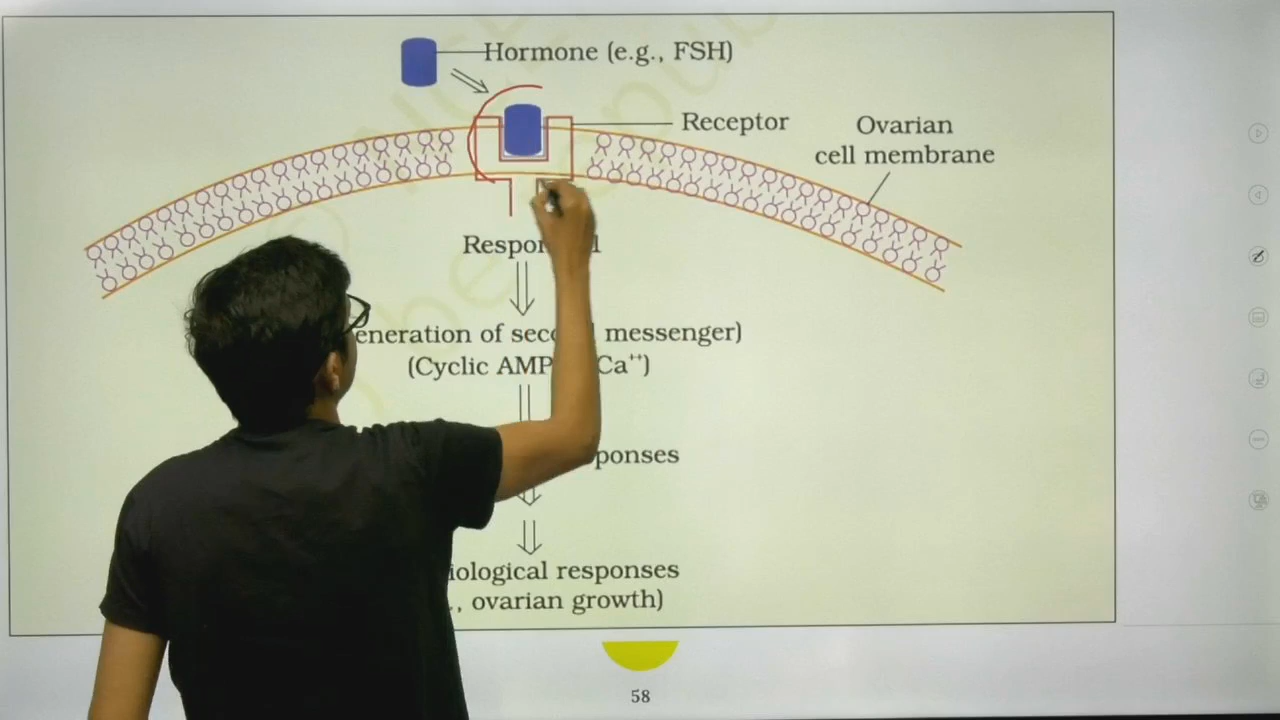 Hormone (e.g., FSH)
Receptor
Ovarian
cell membrane
eneration of sec messenger)
(Cyclic AMP Ca⁺⁺)
ponses
iological responses
., ovarian growth)
58